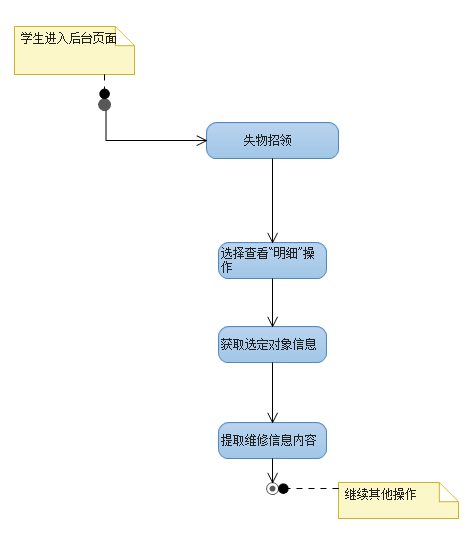 学生进入后台页面
失物招领
选择查看"明细"操
作
获取选定对象信息
提取维修信息内容
继续其他操作